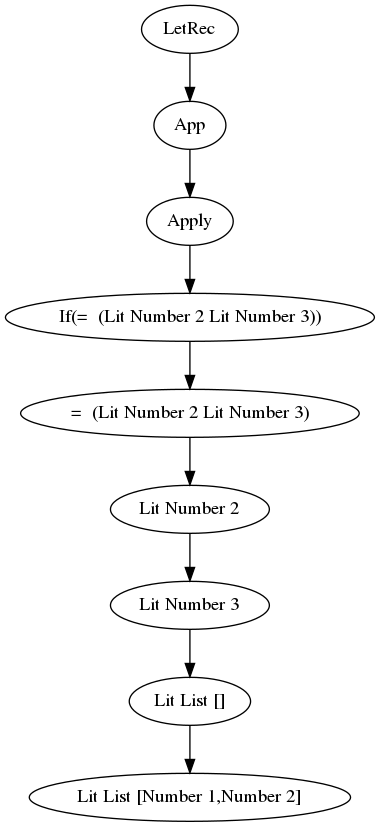 LetRec
App
Apply
If(= (Lit Number 2 Lit Number 3))
= (Lit Number 2 Lit Number 3)
Lit Number 2
Lit Number 3
Lit List []
Lit List [Number 1,Number 2]